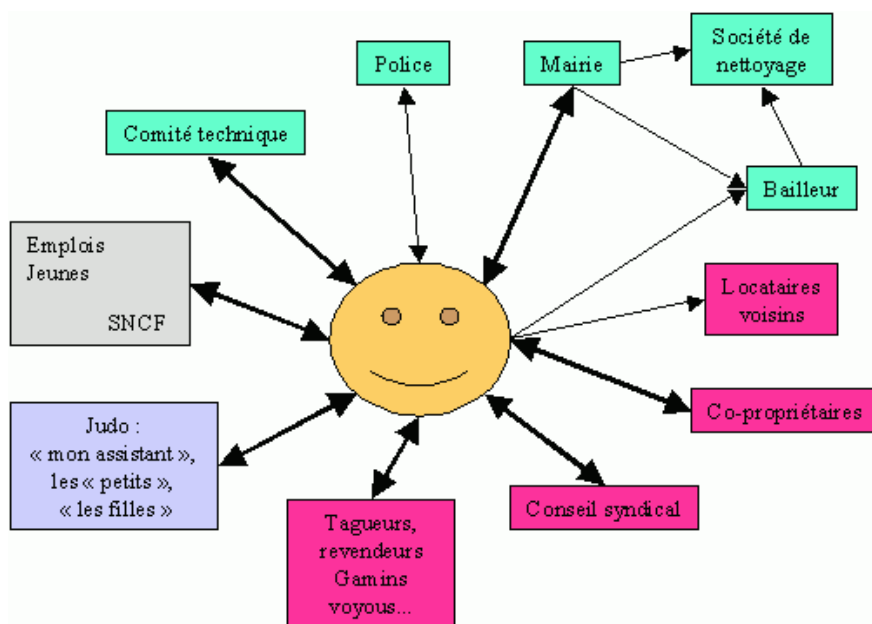 Police
Mairie
Société de
nettoyage
Comité technique
Bailleur
Emplois
Jeunes
SNCF
Locataires
voisins
Co-propriétaires
Judo :
« mon assistant »,
les « petits »,
« les filles »
Conseil syndical
Tagueurs,
revendeurs
Gamins
voyous...